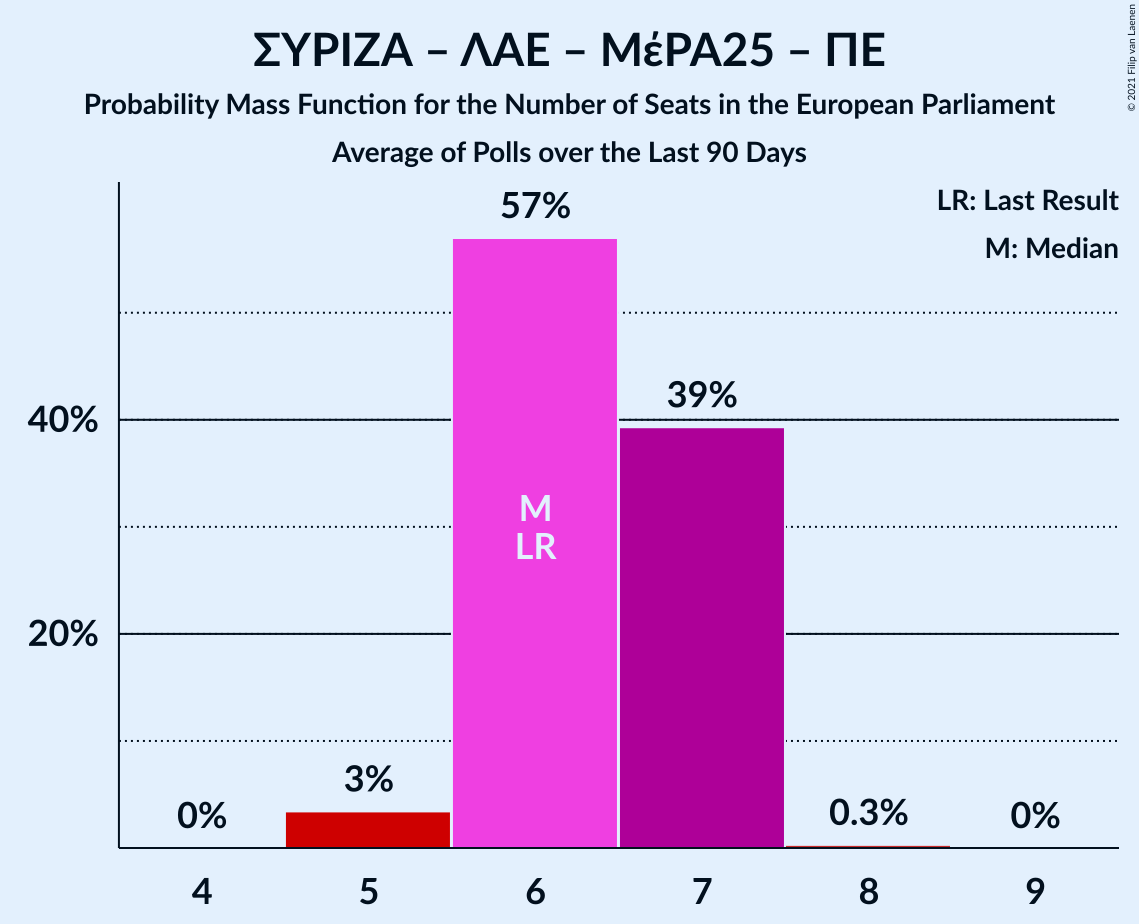 ΣΥΡΙΖΑ – ΛΑΕ – ΜέΡΑ25 – ΠΕ
Probability Mass Function for the Number of Seats in the European Parliament
Average of Polls over the Last 90 Days
© 2021 Filip van Laenen
LR: Last Result
M: Median
57%
39%
40%
M
LR
20%
3%
0%
0.3%
0%
4 5 6 7 8 9